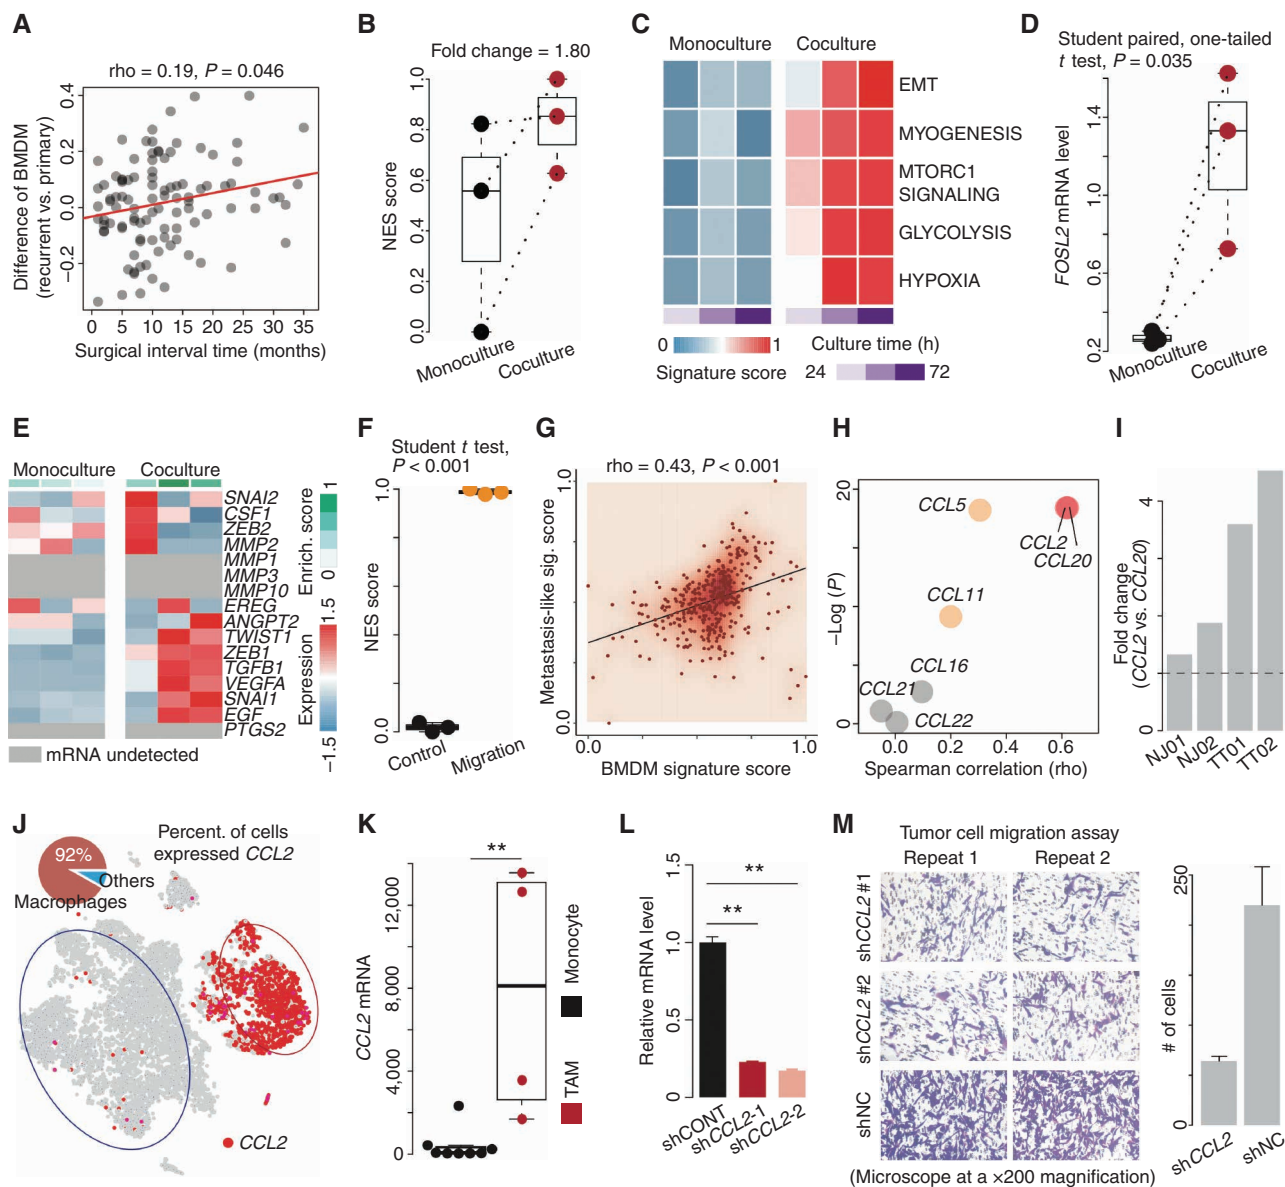 A
rho = 0.19, P = 0.046
Difference of BMDM
(recurrent vs. primary)
0.4
0.2
0.0
−0.2
0 5 10 15 20 25 30 35
Surgical interval time (months)
B
Fold change = 1.80
NES score
1.0
0.8
0.6
0.4
0.2
0.0
Monoculture
Coculture
C
Monoculture Coculture
EMT
MYOGENESIS
MTORC1
SIGNALING
GLYCOLYSIS
HYPOXIA
0 1
Signature score
Culture time (h)
24 72
D
Student paired, one-tailed
t test, P = 0.035
FOSL2 mRNA level
1.4
1.0
0.6
0.2
Monoculture
Coculture
E
Monoculture Coculture
SNAI2
CSF1
ZEB2
MMP2
MMP1
MMP3
MMP10
EREG
ANGPT2
TWIST1
ZEB1
TGFB1
VEGFA
SNAI1
EGF
PTGS2
mRNA undetected
Enrich. score
0 1
Expression
−1.5 1.5
F
Student t test,
P < 0.001
NES score
1.0
0.0
Control
Migration
G
rho = 0.43, P < 0.001
Metastasis-like sig. score
1.0
0.0
0.0 1.0
BMDM signature score
H
−Log (P)
20
0
CCL5
CCL2
CCL20
CCL11
CCL16
CCL21
CCL22
0.0 0.2 0.4 0.6
Spearman correlation (rho)
I
Fold change
(CCL2 vs. CCL20)
4
0
NJ01
NJ02
TT01
TT02
J
Percent. of cells
expressed CCL2
92%
Others
Macrophages
CCL2
K
**
CCL2 mRNA
12,000
8,000
4,000
0
Monocyte
TAM
L
Relative mRNA level
1.5
1.0
0.5
0
**
**
shCONT
shCCL2-1
shCCL2-2
M
Tumor cell migration assay
Repeat 1 Repeat 2
shCCL2 #1
shCCL2 #2
shNC
(Microscope at a ×200 magnification)
# of cells
250
0
shCCL2
shNC